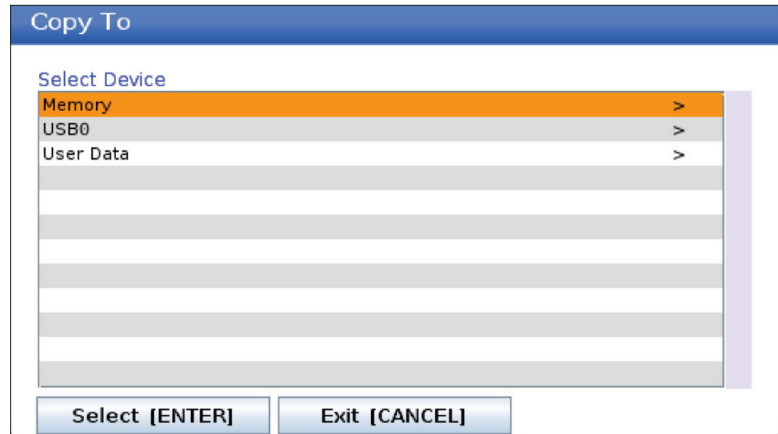 Copy To
Select Device
Memory >
USB0 >
User Data >
Select [ENTER] Exit [CANCEL]